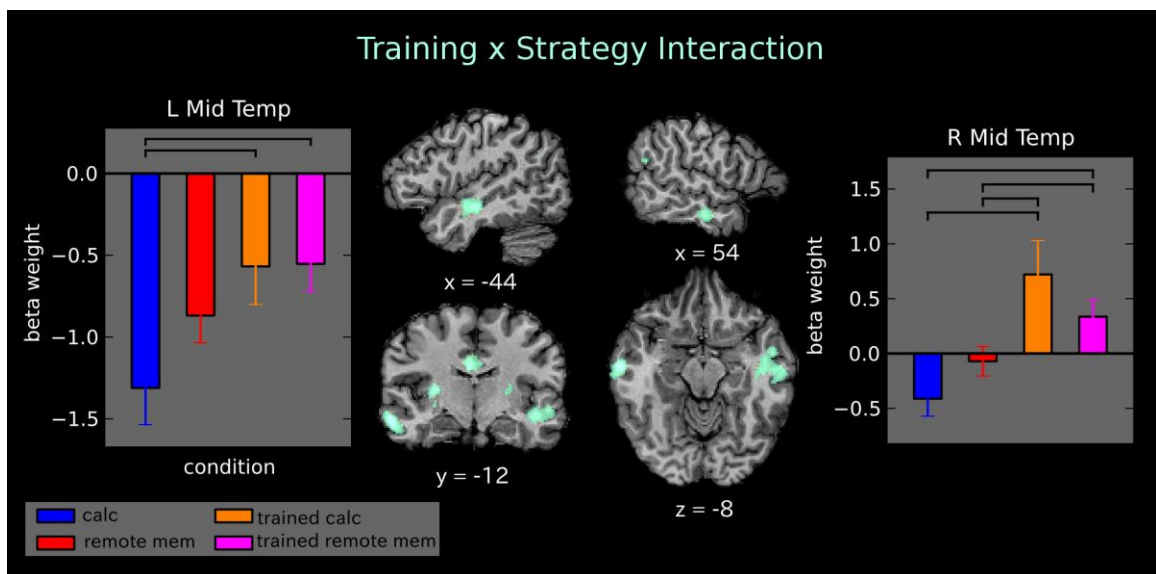 Training x Strategy Interaction
L Mid Temp
0.0
−0.5
−1.0
−1.5
beta weight
condition
x = -44
x = 54
y = -12
z = -8
R Mid Temp
1.5
1.0
0.5
0.0
−0.5
beta weight
calc
trained calc
remote mem
trained remote mem